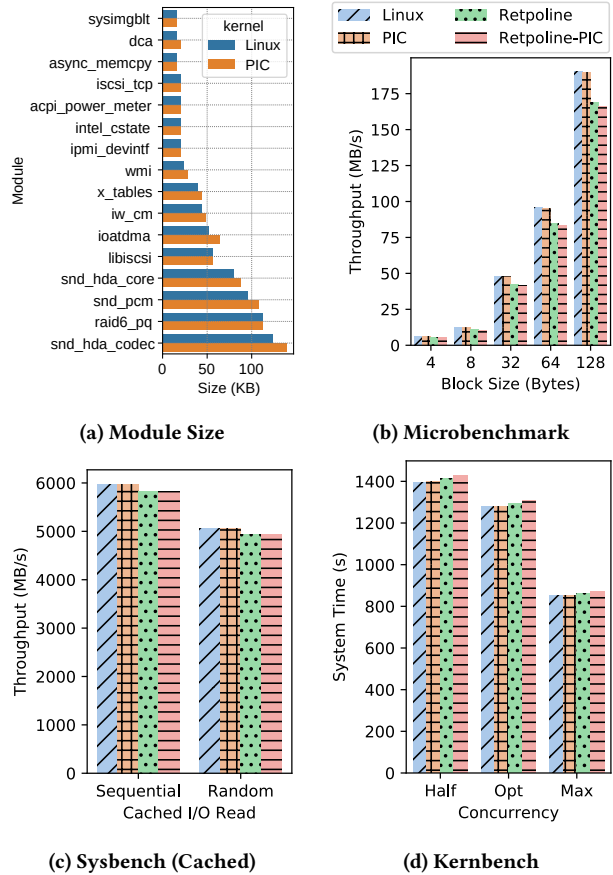 sysimgblt
dca
async_memcpy
iscsi_tcp
acpi_power_meter
intel_cstate
ipmi_devintf
wmi
x_tables
iw_cm
ioatdma
libiscsi
snd_hda_core
snd_pcm
raid6_pq
snd_hda_codec
Module
kernel
Linux
PIC
0 50 100
Size (KB)
(a) Module Size
Linux
PIC
Retpoline
Retpoline-PIC
175
150
125
100
75
50
25
0
Throughput (MB/s)
4 8 32 64 128
Block Size (Bytes)
(b) Microbenchmark
6000
5000
4000
3000
2000
1000
0
Throughput (MB/s)
Sequential Random
Cached I/O Read
(c) Sysbench (Cached)
1400
1200
1000
800
600
400
200
0
System Time (s)
Half Opt Max
Concurrency
(d) Kernbench